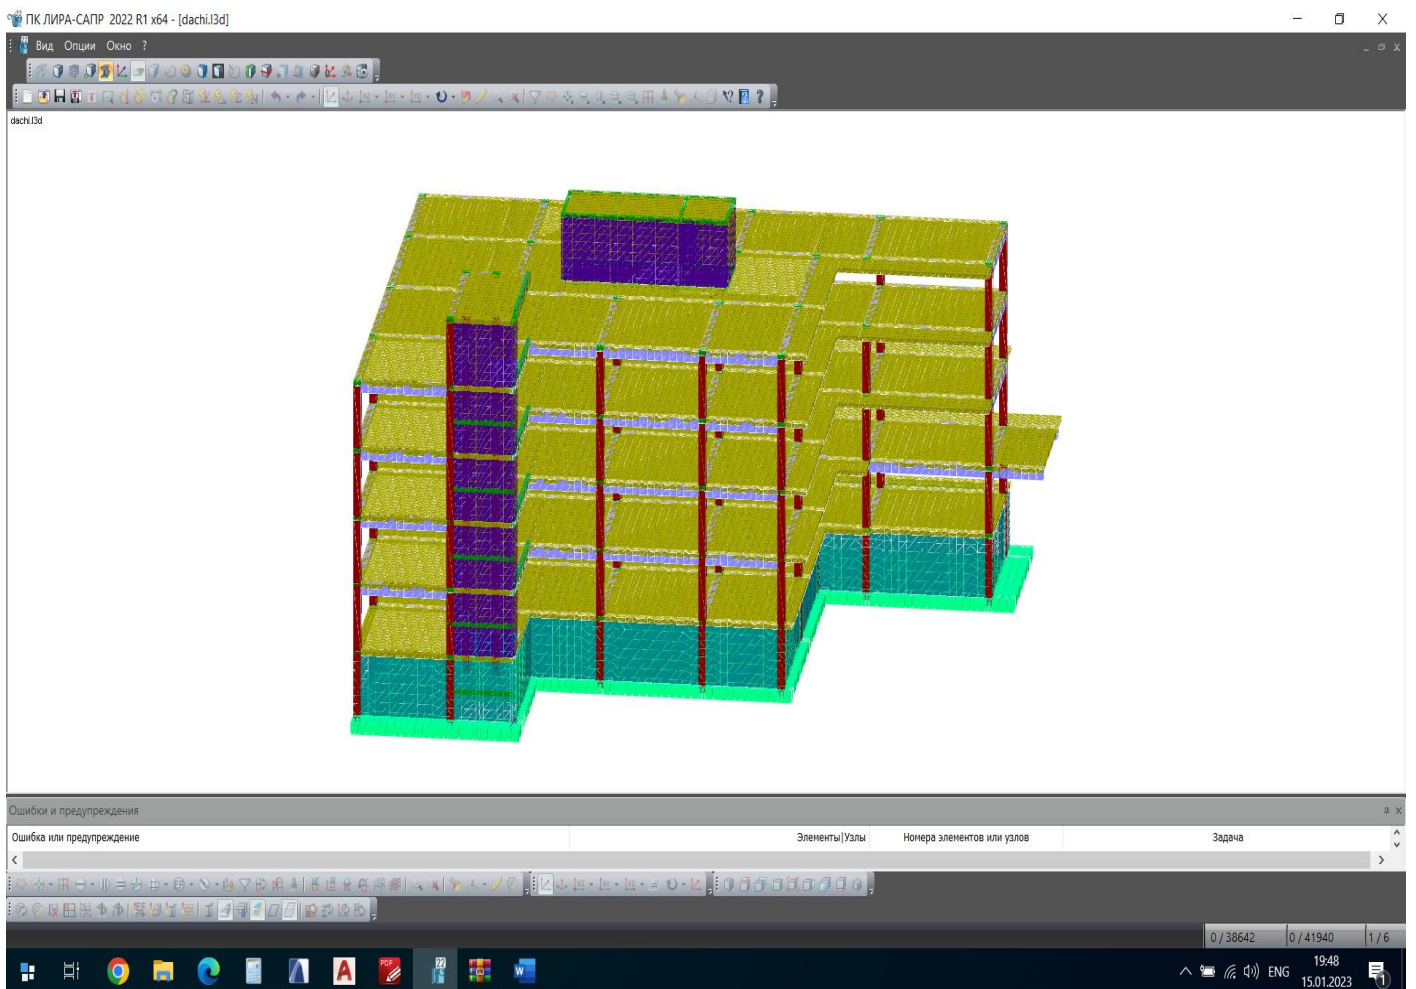 ПК ЛИРА-САПР 2022 R1 x64 - [dachi.l3d]
Вид Опции Окно ?
dachi.l3d
Ошибки и предупреждения
Ошибка или предупреждение Элементы|Узлы Номера элементов или узлов Задача
0 / 38642 0 / 41940 1 / 6
19:48
ENG
15.01.2023